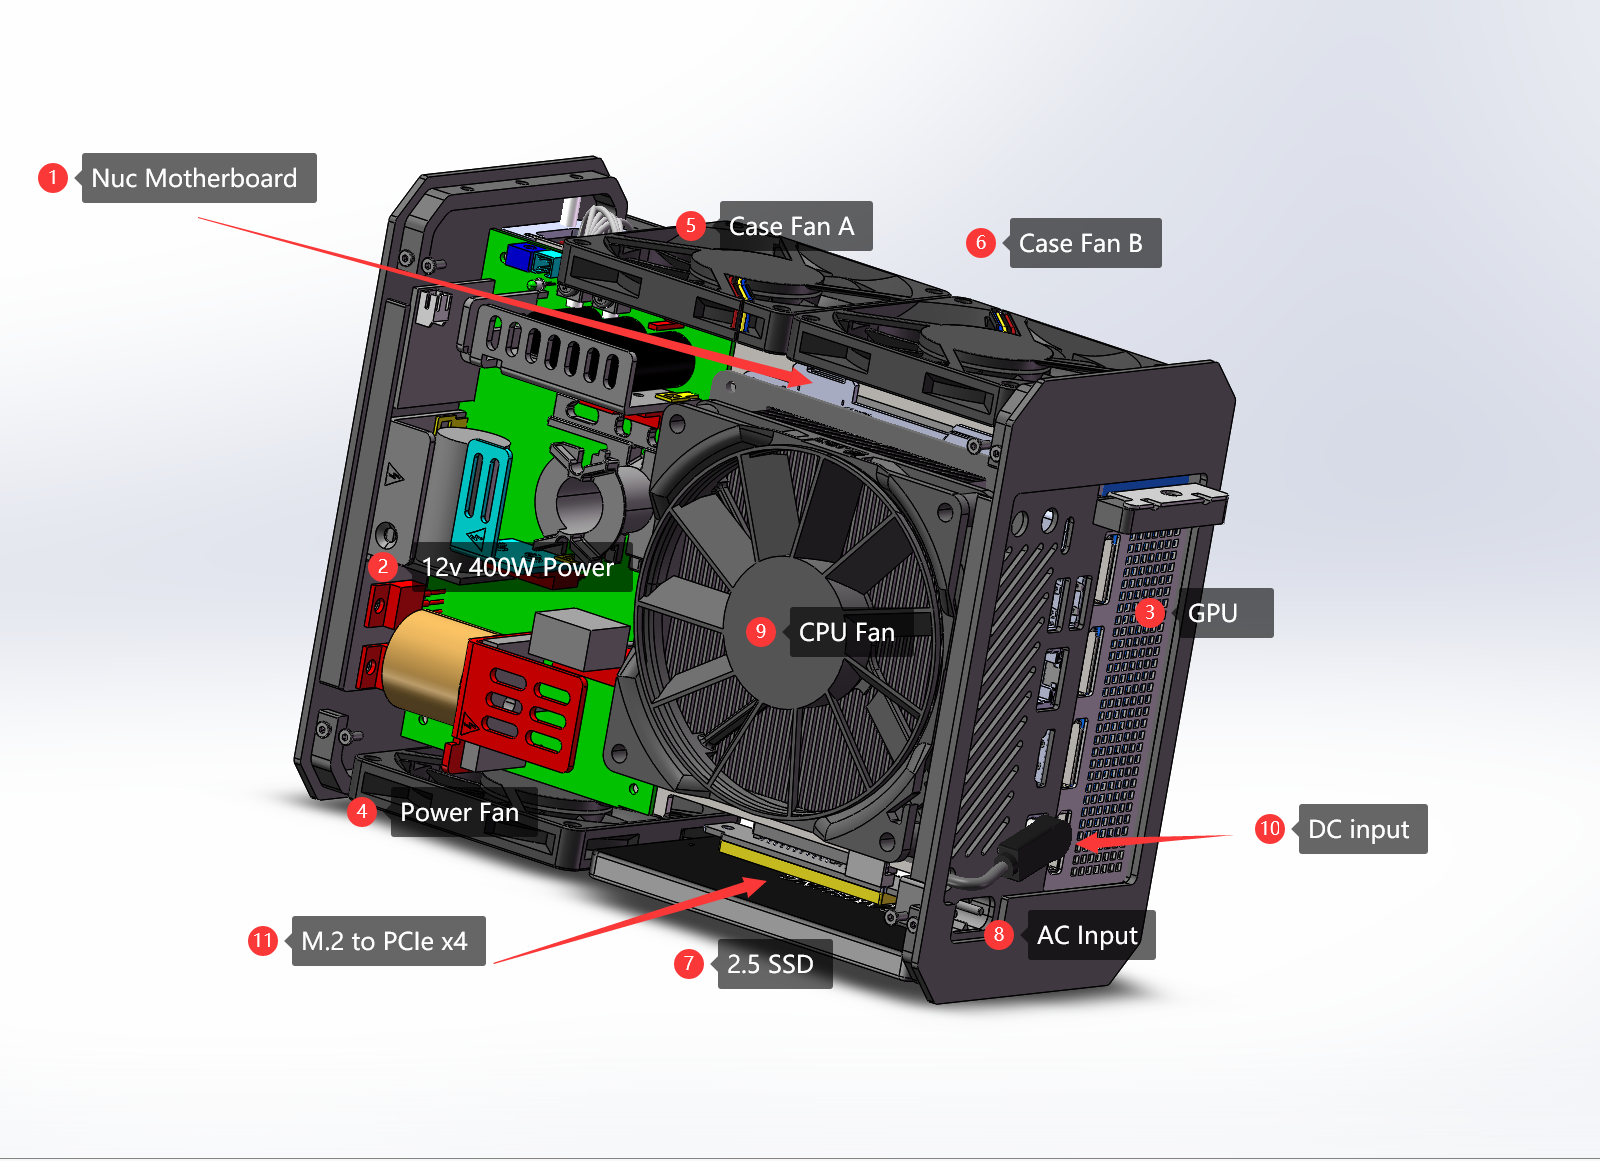 1 Nuc Motherboard
5 Case Fan A
6 Case Fan B
2 12v 400W Power
3 GPU
9 CPU Fan
4 Power Fan
10 DC input
11 M.2 to PCIe x4
8 AC Input
7 2.5 SSD